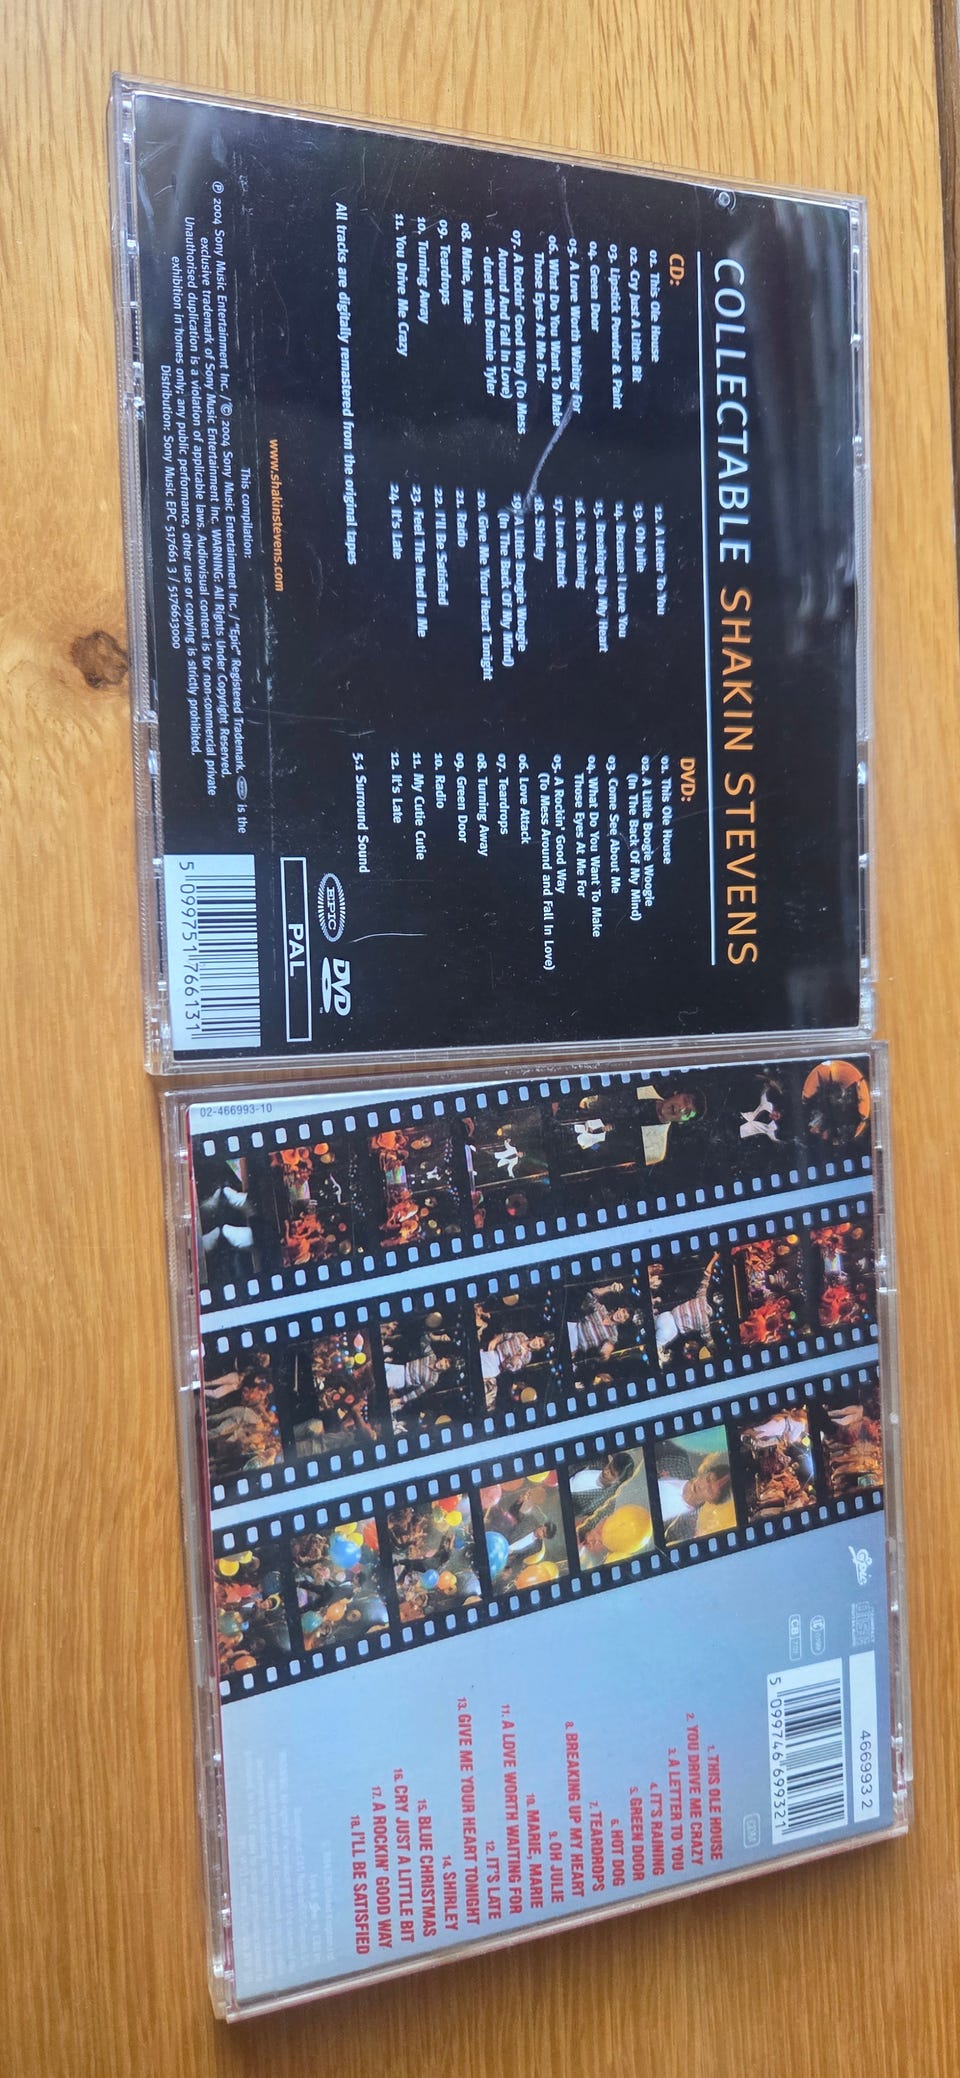 COLLECTABLE SHAKIN STEVENS
CD:
01. This Ole House
02. Cry Just A Little Bit
03. Lipstick Powder & Paint
04. Green Door
05. A Love Worth Waiting For
06. What Do You Want To Make
Those Eyes At Me For
07. A Rockin' Good Way (To Mess
Around And Fall In Love)
- duet with Bonnie Tyler
08. Marie, Marie
09. Teardrops
10. Turning Away
11. You Drive Me Crazy
12. A Letter To You
13. Oh Julie
14. Because I Love You
15. Breaking Up My Heart
16. It's Raining
17. Love Attack
18. Shirley
19. A Little Boogie Woogie
(In The Back Of My Mind)
20. Give Me Your Heart Tonight
21. Radio
22. I'll Be Satisfied
23. Feel The Need In Me
24. It's Late
DVD:
01. This Ole House
02. A Little Boogie Woogie
(In The Back Of My Mind)
03. Come See About Me
04. What Do You Want To Make
Those Eyes At Me For
05. A Rockin' Good Way
(To Mess Around and Fall In Love)
06. Love Attack
07. Teardrops
08. Turning Away
09. Green Door
10. Radio
11. My Cutie Cutie
12. It's Late
5.1 Surround Sound
All tracks are digitally remastered from the original tapes
www.shakinstevens.com
EPIC
DVD
PAL
This compilation:
℗ 2004 Sony Music Entertainment Inc./ © 2004 Sony Music Entertainment Inc./ "Epic" Registered Trademark. is the
exclusive trademark of Sony Music Entertainment Inc. WARNING: All Rights Under Copyright Reserved.
Unauthorised duplication is a violation of applicable laws. Audiovisual content is for non-commercial private
exhibition in homes only; any public performance, other use or copying is strictly prohibited.
Distribution: Sony Music EPC 517661 3 / 5176613000
5 099751 766131
02-466993-10
Epic
COMPACT
disc
DIGITAL AUDIO
CB
466993 2
5 099746 699321
1. THIS OLE HOUSE
2. YOU DRIVE ME CRAZY
3. A LETTER TO YOU
4. IT'S RAINING
5. GREEN DOOR
6. HOT DOG
7. TEARDROPS
8. BREAKING UP MY HEART
9. OH JULIE
10. MARIE, MARIE
11. A LOVE WORTH WAITING FOR
12. IT'S LATE
13. GIVE ME YOUR HEART TONIGHT
14. SHIRLEY
15. BLUE CHRISTMAS
16. CRY JUST A LITTLE BIT
17. A ROCKIN' GOOD WAY
18. I'LL BE SATISFIED